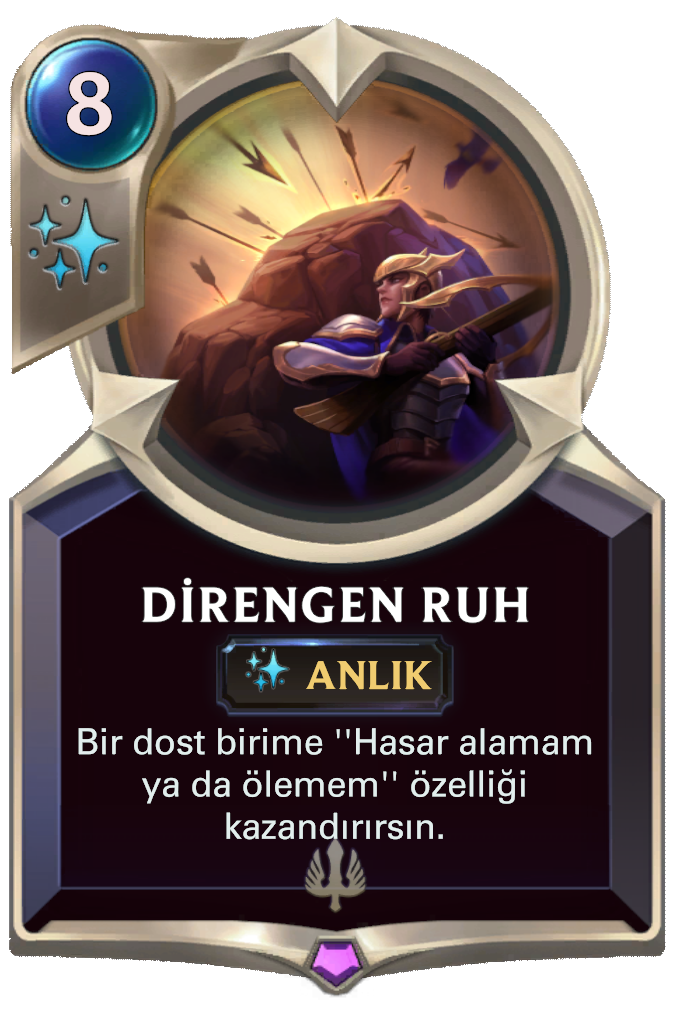 8
DİRENGEN RUH
ANLIK
Bir dost birime "Hasar alamam
ya da ölemem" özelliği
kazandırırsın.